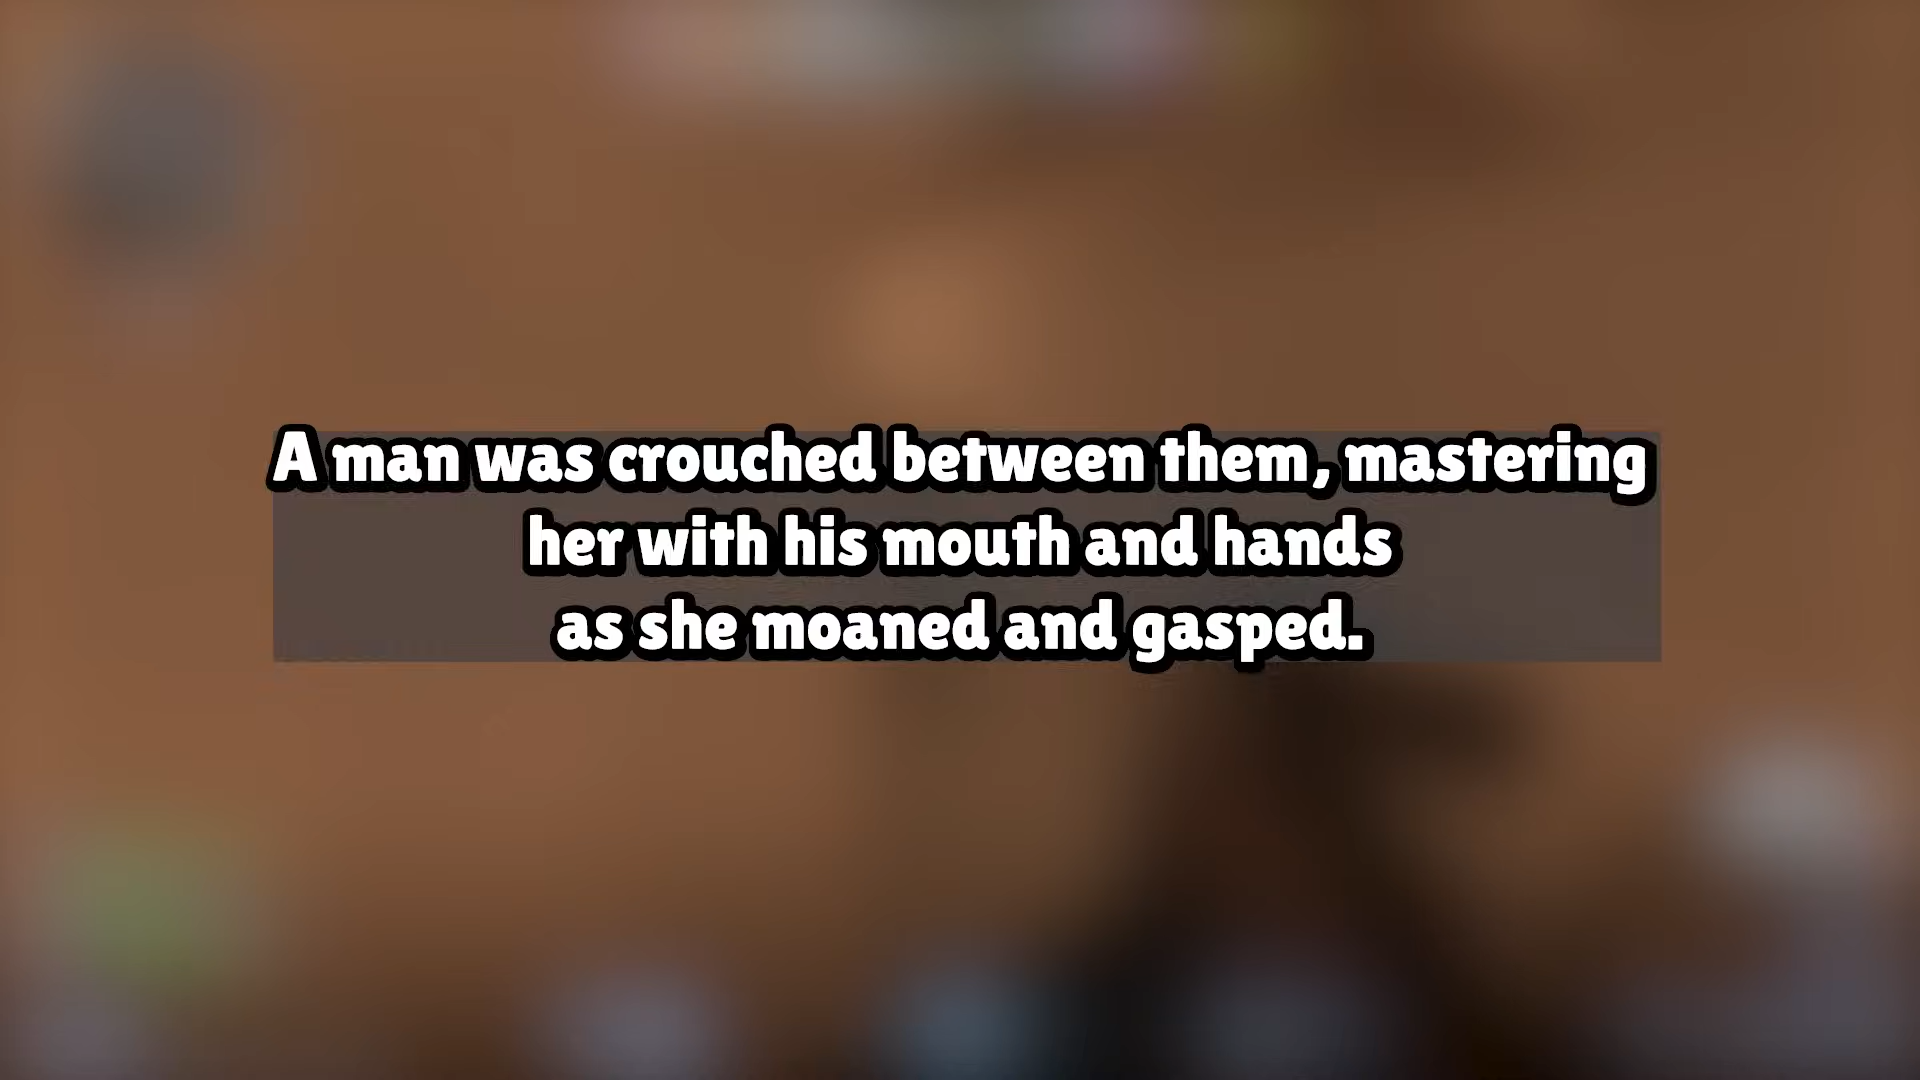 A man was crouched between them, mastering
her with his mouth and hands
as she moaned and gasped.